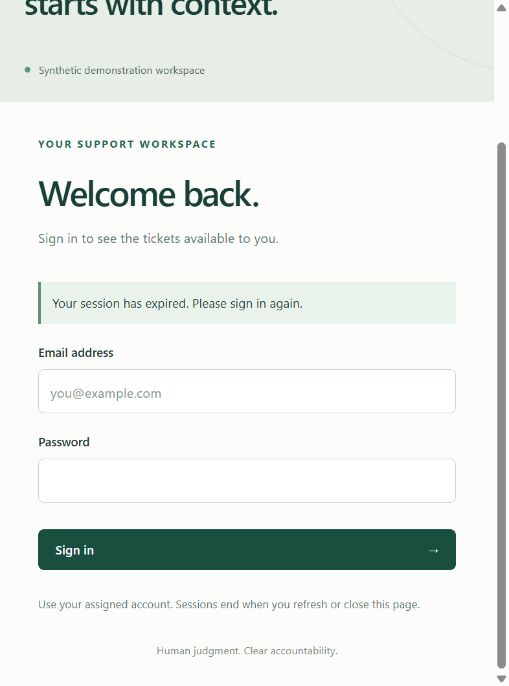 starts with context.
Synthetic demonstration workspace
YOUR SUPPORT WORKSPACE
Welcome back.
Sign in to see the tickets available to you.
Your session has expired. Please sign in again.
Email address
you@example.com
Password
Sign in →
Use your assigned account. Sessions end when you refresh or close this page.
Human judgment. Clear accountability.